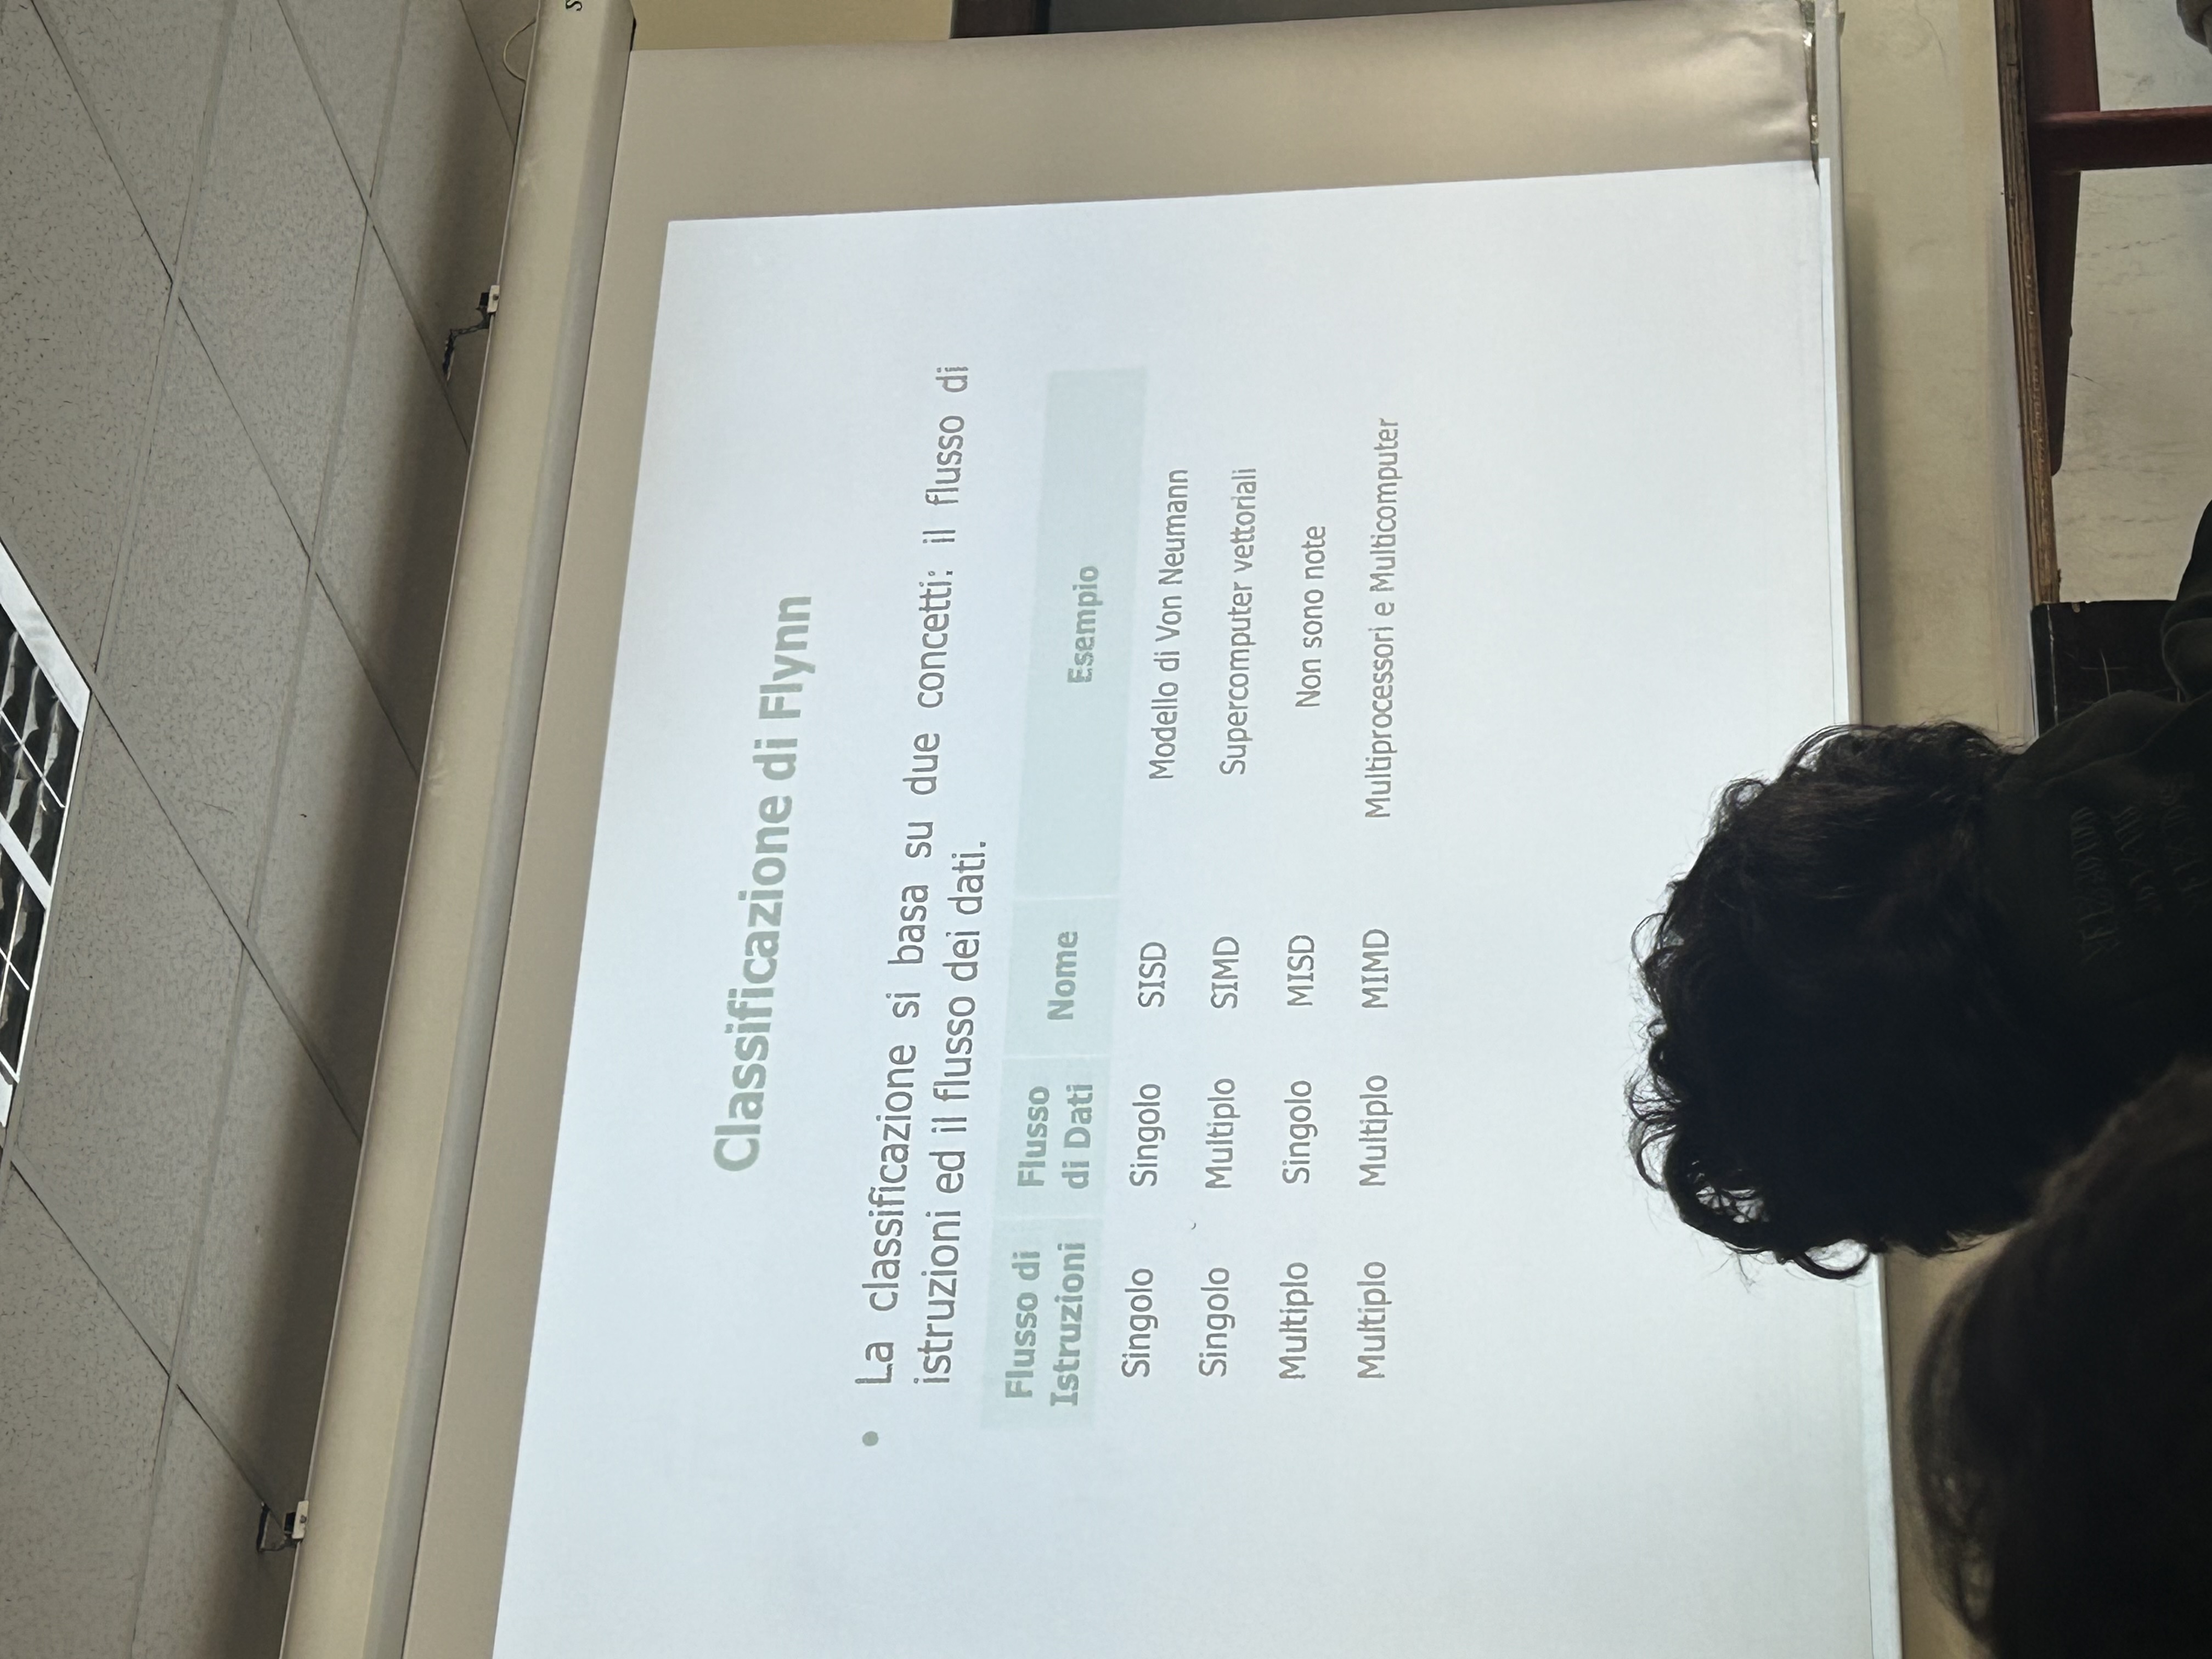 Classificazione di Flynn
• La classificazione si basa su due concetti: il flusso di
istruzioni ed il flusso dei dati.
Flusso di Istruzioni Flusso di Dati Nome Esempio
Singolo Singolo SISD Modello di Von Neumann
Singolo Multiplo SIMD Supercomputer vettoriali
Multiplo Singolo MISD Non sono note
Multiplo Multiplo MIMD Multiprocessori e Multicomputer